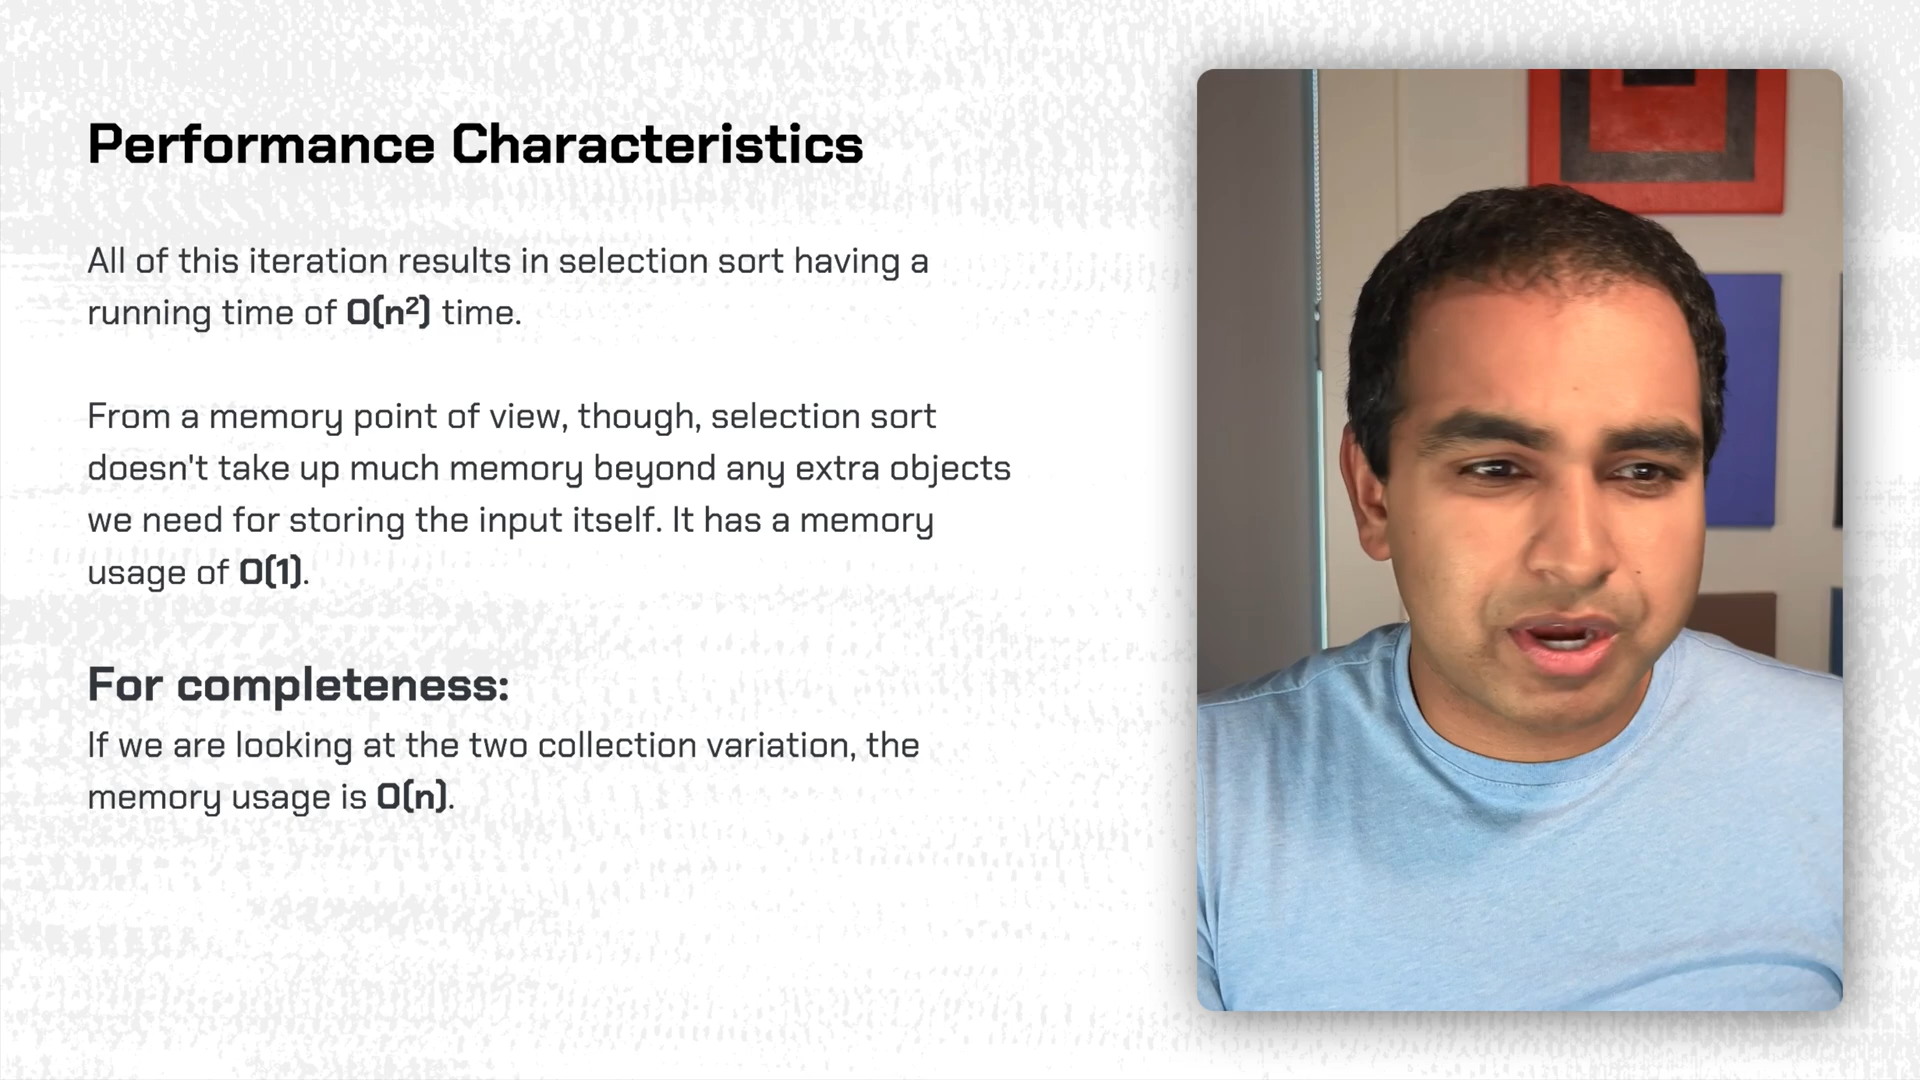 Performance Characteristics
All of this iteration results in selection sort having a
running time of O(n²) time.
From a memory point of view, though, selection sort
doesn't take up much memory beyond any extra objects
we need for storing the input itself. It has a memory
usage of O(1).
For completeness:
If we are looking at the two collection variation, the
memory usage is O(n).